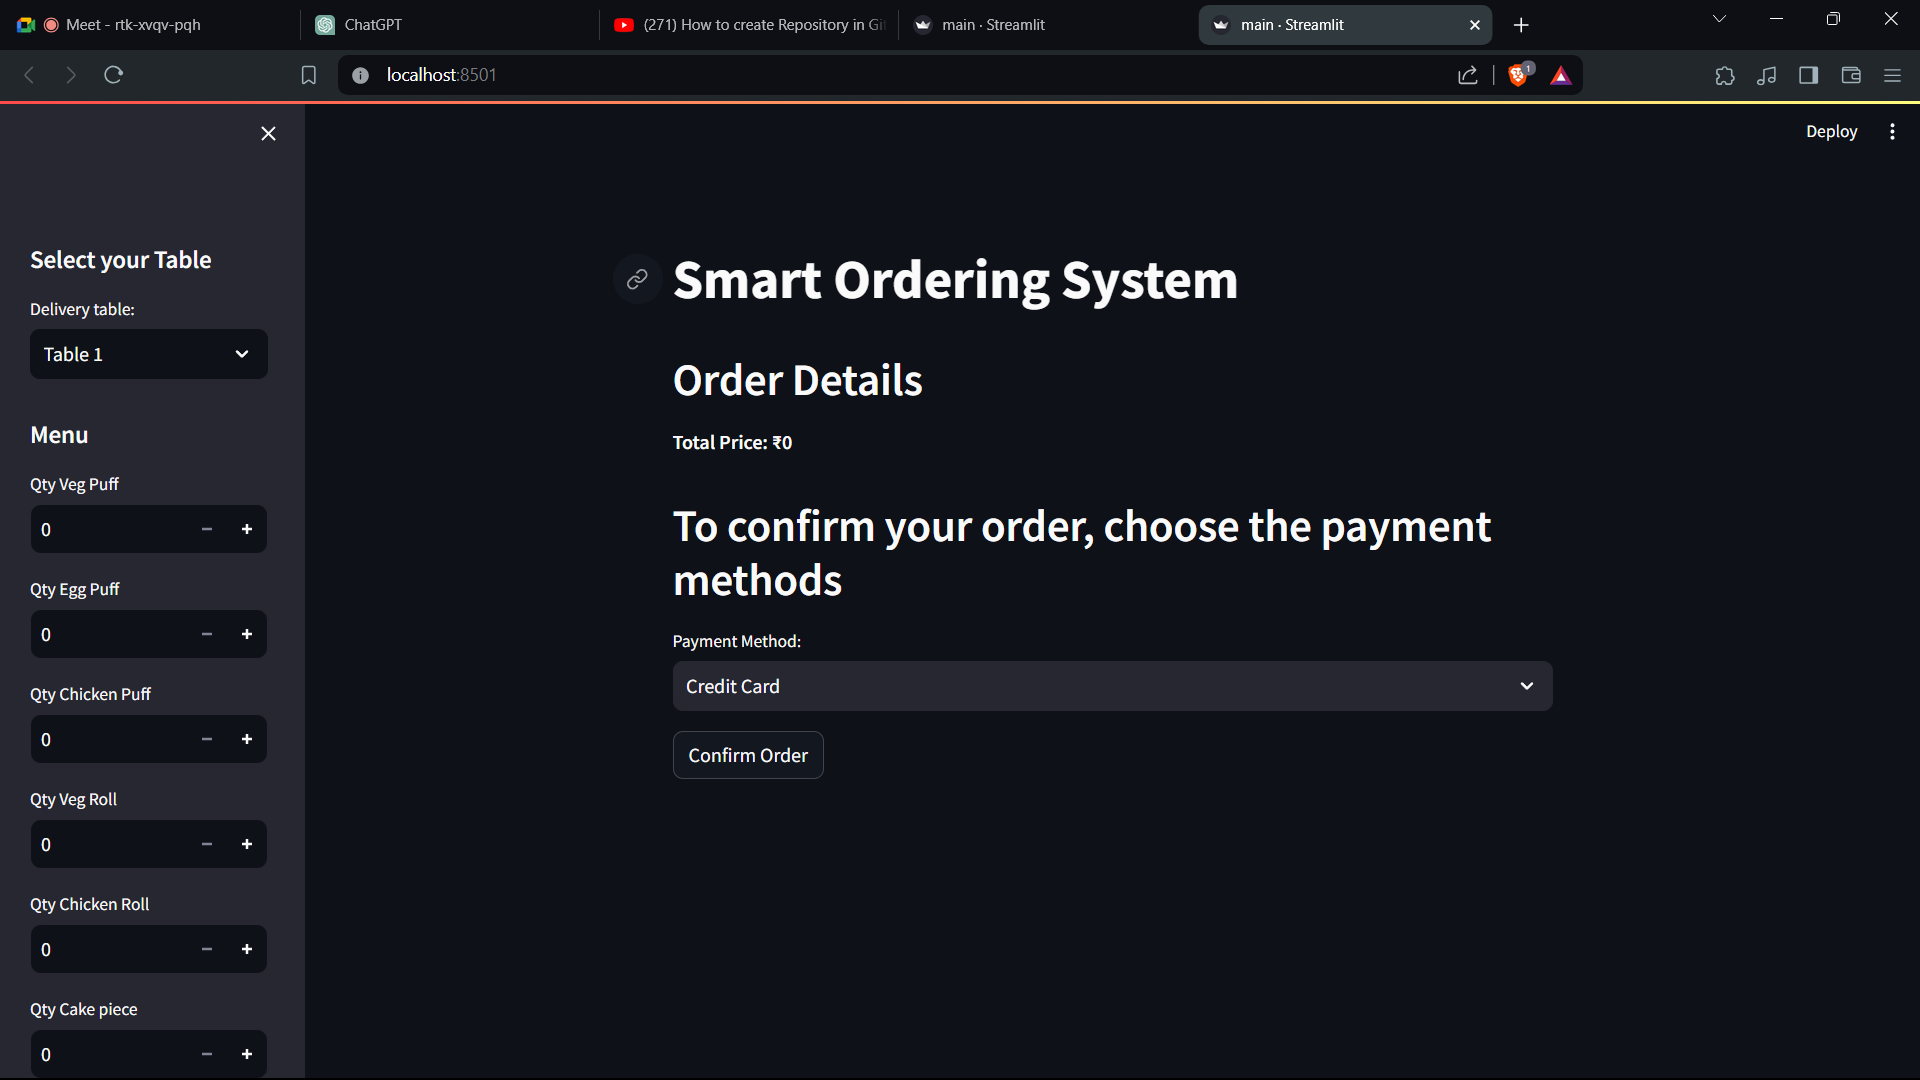 Meet - rtk-xvqv-pqh
ChatGPT
(271) How to create Repository in Gi
main · Streamlit
main · Streamlit
localhost:8501
1
Deploy
Select your Table
Delivery table:
Table 1
Menu
Qty Veg Puff
0
Qty Egg Puff
0
Qty Chicken Puff
0
Qty Veg Roll
0
Qty Chicken Roll
0
Qty Cake piece
0
Smart Ordering System
Order Details
Total Price: ₹0
To confirm your order, choose the payment
methods
Payment Method:
Credit Card
Confirm Order